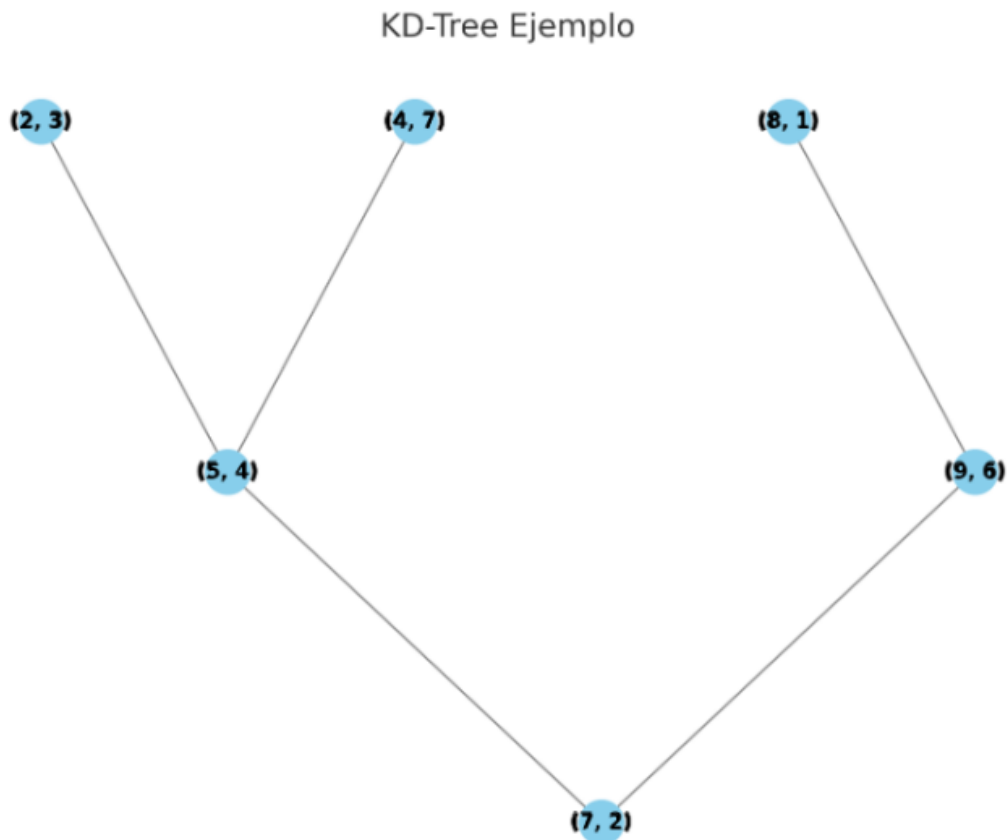 KD-Tree Ejemplo
(2, 3) (4, 7) (8, 1)
(5, 4) (9, 6)
(7, 2)